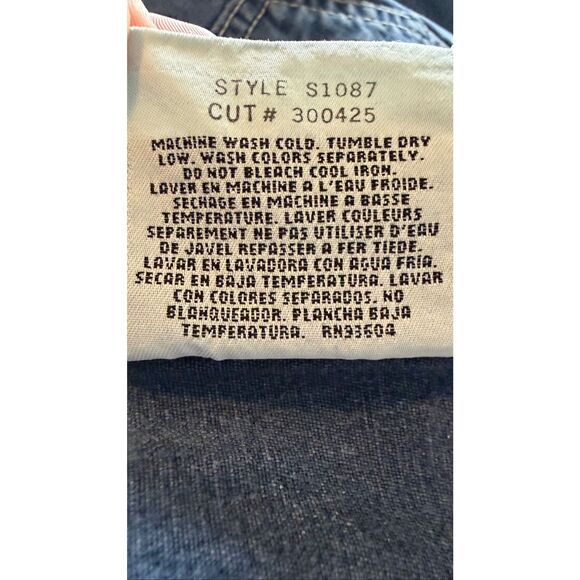 STYLE S1087
CUT# 300425
MACHINE WASH COLD. TUMBLE DRY
LOW. WASH COLORS SEPARATELY.
DO NOT BLEACH COOL IRON.
LAVER EN MACHINE A L'EAU FROIDE.
SECHAGE EN MACHINE A BASSE
TEMPERATURE. LAVER COULEURS
SEPAREMENT NE PAS UTILISER D'EAU
DE JAVEL REPASSER A FER TIEDE.
LAVAR EN LAVADORA CON AGUA FRIA.
SECAR EN BAJA TEMPERATURA. LAVAR
CON COLORES SEPARADOS. NO
BLANQUEADOR. PLANCHA BAJA
TEMPERATURA. RN93604